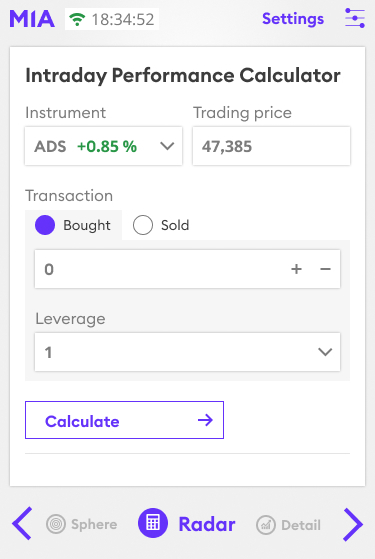 M1A 18:34:52 Settings
Intraday Performance Calculator
Instrument Trading price
ADS +0.85 % 47,385
Transaction
Bought Sold
0 + −
Leverage
1
Calculate
Sphere Radar Detail